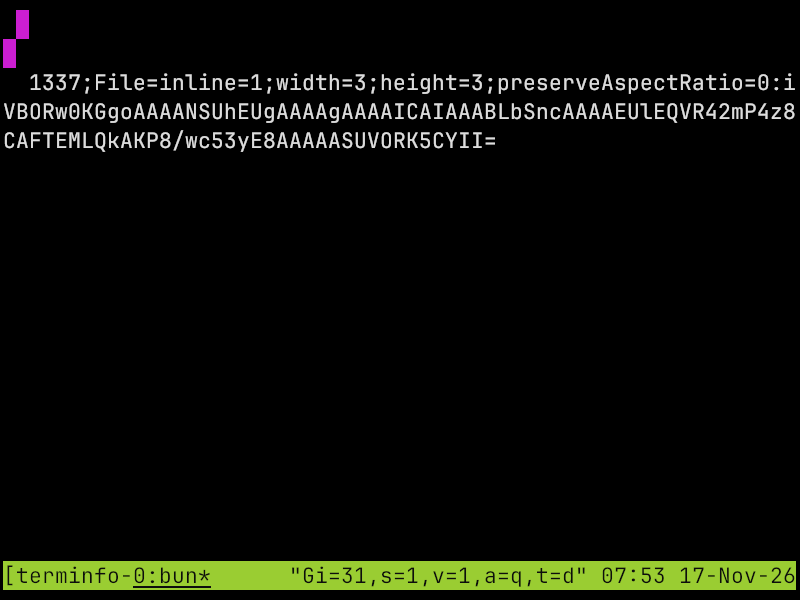 1337;File=inline=1;width=3;height=3;preserveAspectRatio=0:i
VBORw0KGgoAAAANSUhEUgAAAAgAAAAICAIAAABLbSncAAAAEUlEQVR42mP4z8
CAFTEMLQkAKP8/wc53yE8AAAAASUVORK5CYII=
[terminfo-0:bun* "Gi=31,s=1,v=1,a=q,t=d" 07:53 17-Nov-26